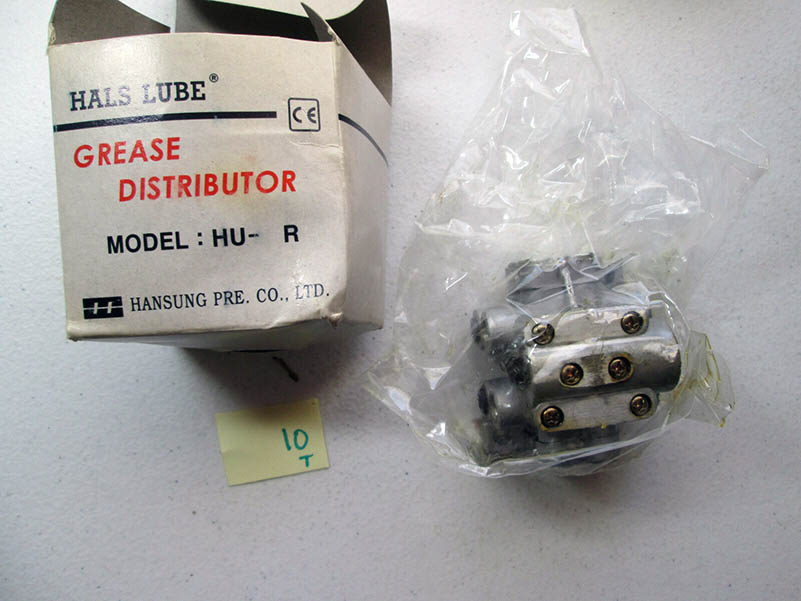 HALS LUBE®
CE
GREASE
DISTRIBUTOR
MODEL : HU- R
HANSUNG PRE. CO., LTD.
10
T